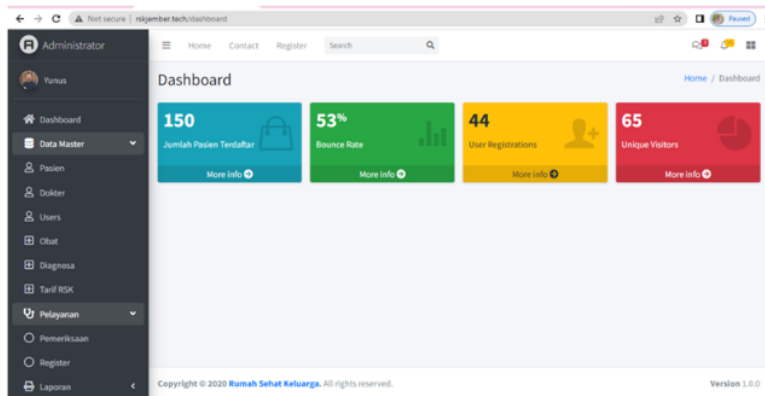 Not secure | rskjember.tech/dashboard
Paused
Administrator
Home Contact Register Search
Yunus
Dashboard
Home / Dashboard
Dashboard
Data Master
Pasien
Dokter
Users
Obat
Diagnosa
Tarif RSK
Pelayanan
Pemeriksaan
Register
Laporan
150
Jumlah Pasien Terdaftar
More info
53%
Bounce Rate
More info
44
User Registrations
More info
65
Unique Visitors
More info
Copyright © 2020 Rumah Sehat Keluarga. All rights reserved.
Version 1.0.0